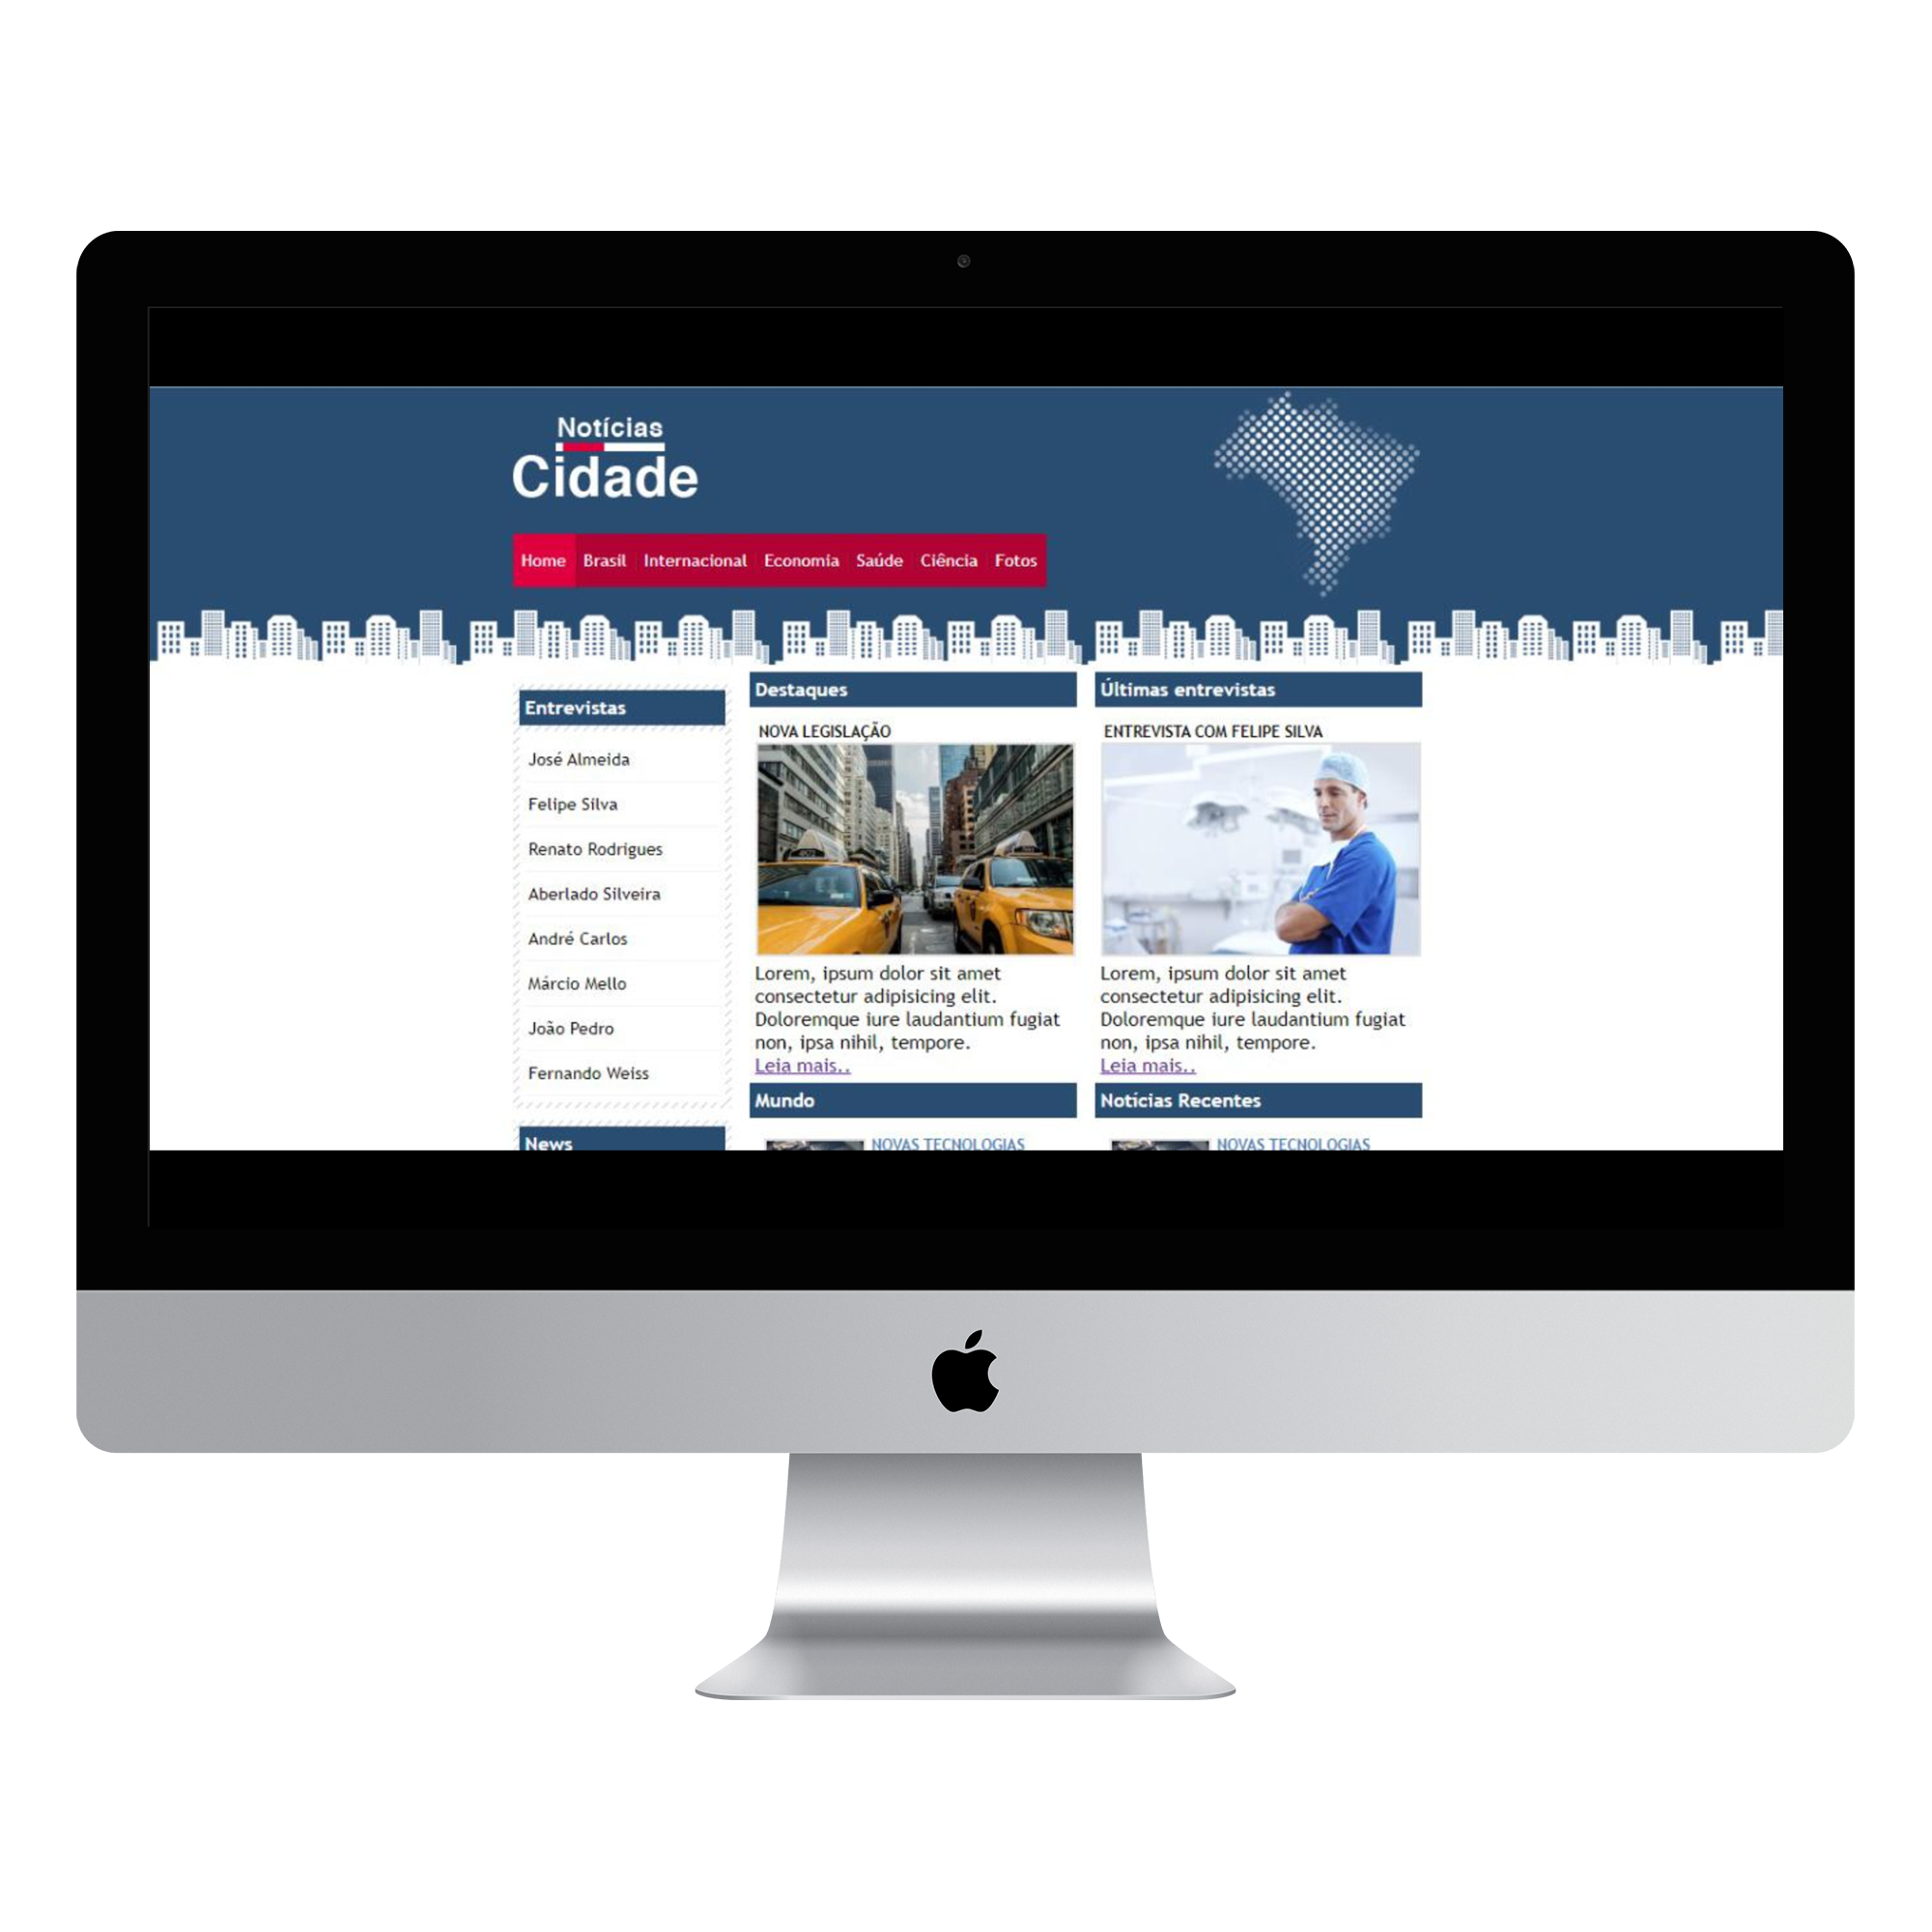 Notícias
Cidade
Home Brasil Internacional Economia Saúde Ciência Fotos
Entrevistas
José Almeida
Felipe Silva
Renato Rodrigues
Aberlado Silveira
André Carlos
Márcio Mello
João Pedro
Fernando Weiss
News
Destaques
NOVA LEGISLAÇÃO
Lorem, ipsum dolor sit amet
consectetur adipisicing elit.
Doloremque iure laudantium fugiat
non, ipsa nihil, tempore.
Leia mais..
Mundo
NOVAS TECNOLOGIAS
Últimas entrevistas
ENTREVISTA COM FELIPE SILVA
Lorem, ipsum dolor sit amet
consectetur adipisicing elit.
Doloremque iure laudantium fugiat
non, ipsa nihil, tempore.
Leia mais..
Notícias Recentes
NOVAS TECNOLOGIAS